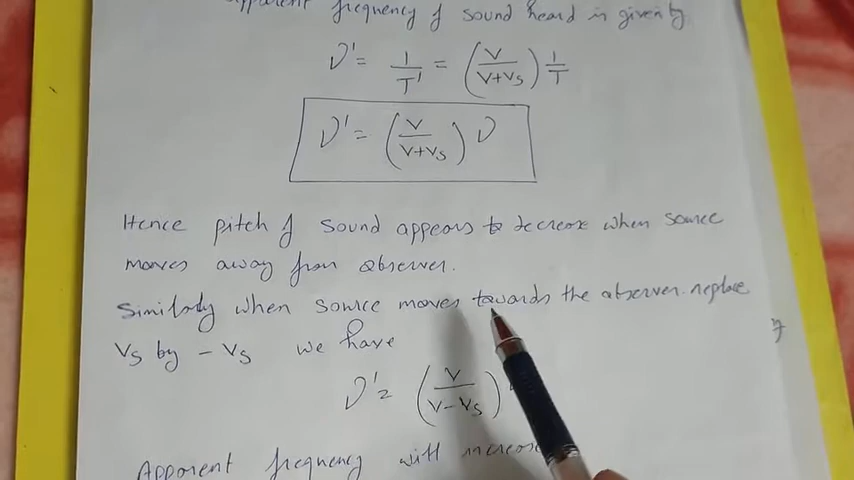 Apparent frequency of sound heard is given by
ν' = 1/T' = (V/(V+Vs)) 1/T
ν' = (V/(V+Vs)) ν
Hence pitch of sound appears to decrease when source
moves away from observer.
Similarly when source moves towards the observer. replace
Vs by - Vs we have
ν' = (V/(V-Vs))
Apparent frequency will increase